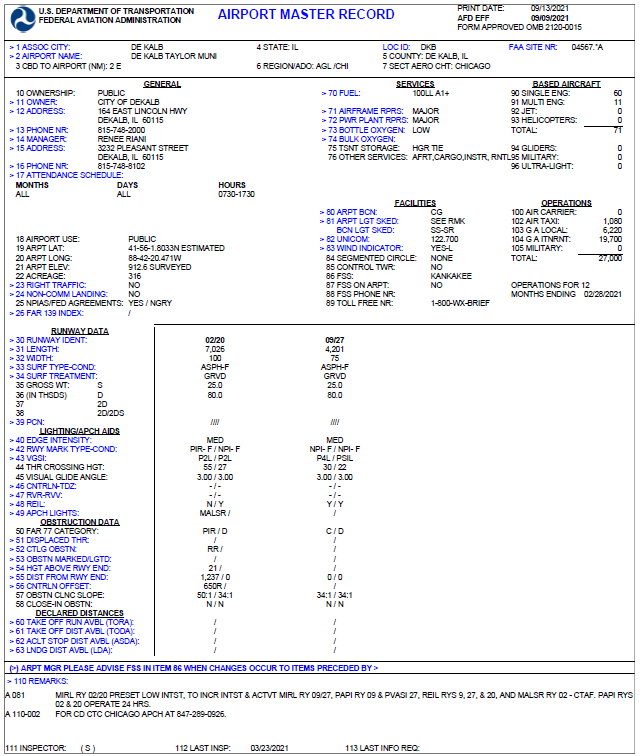 U.S. DEPARTMENT OF TRANSPORTATION
FEDERAL AVIATION ADMINISTRATION
AIRPORT MASTER RECORD
PRINT DATE: 09/13/2021
AFD EFF 09/09/2021
FORM APPROVED OMB 2120-0015
> 1 ASSOC CITY: DE KALB 4 STATE: IL LOC ID: DKB FAA SITE NR: 04567.*A
> 2 AIRPORT NAME: DE KALB TAYLOR MUNI 5 COUNTY: DE KALB, IL
3 CBD TO AIRPORT (NM): 2 E 6 REGION/ADO: AGL /CHI 7 SECT AERO CHT: CHICAGO
GENERAL
10 OWNERSHIP: PUBLIC
> 11 OWNER: CITY OF DEKALB
> 12 ADDRESS: 164 EAST LINCOLN HWY
DEKALB, IL 60115
> 13 PHONE NR: 815-748-2000
> 14 MANAGER: RENEE RIANI
> 15 ADDRESS: 3232 PLEASANT STREET
DEKALB, IL 60115
> 16 PHONE NR: 815-748-8102
> 17 ATTENDANCE SCHEDULE:
MONTHS DAYS HOURS
ALL ALL 0730-1730
18 AIRPORT USE: PUBLIC
19 ARPT LAT: 41-56-1.8033N ESTIMATED
20 ARPT LONG: 88-42-20.471W
21 ARPT ELEV: 912.6 SURVEYED
22 ACREAGE: 316
> 23 RIGHT TRAFFIC: NO
> 24 NON-COMM LANDING: NO
25 NPIAS/FED AGREEMENTS: YES / NGRY
> 26 FAR 139 INDEX: /
SERVICES
> 70 FUEL: 100LL A1+
> 71 AIRFRAME RPRS: MAJOR
> 72 PWR PLANT RPRS: MAJOR
> 73 BOTTLE OXYGEN: LOW
> 74 BULK OXYGEN:
75 TSNT STORAGE: HGR TIE
76 OTHER SERVICES: AFRT,CARGO,INSTR, RNTL
BASED AIRCRAFT
90 SINGLE ENG: 60
91 MULTI ENG: 11
92 JET: 0
93 HELICOPTERS: 0
TOTAL: 71
94 GLIDERS: 0
95 MILITARY: 0
96 ULTRA-LIGHT: 0
FACILITIES
> 80 ARPT BCN: CG
> 81 ARPT LGT SKED: SEE RMK
BCN LGT SKED: SS-SR
> 82 UNICOM: 122.700
> 83 WIND INDICATOR: YES-L
84 SEGMENTED CIRCLE: NONE
85 CONTROL TWR: NO
86 FSS: KANKAKEE
87 FSS ON ARPT: NO
88 FSS PHONE NR:
89 TOLL FREE NR: 1-800-WX-BRIEF
OPERATIONS
100 AIR CARRIER: 0
102 AIR TAXI: 1,080
103 G A LOCAL: 6,220
104 G A ITNRNT: 19,700
105 MILITARY: 0
TOTAL: 27,000
OPERATIONS FOR 12
MONTHS ENDING 02/28/2021
RUNWAY DATA
> 30 RUNWAY IDENT: 02/20 09/27
> 31 LENGTH: 7,026 4,201
> 32 WIDTH: 100 75
> 33 SURF TYPE-COND: ASPH-F ASPH-F
> 34 SURF TREATMENT: GRVD GRVD
35 GROSS WT: S 25.0 25.0
36 (IN THSDS) D 80.0 80.0
37 2D
38 2D/2DS
> 39 PCN: //// ////
LIGHTING/APCH AIDS
> 40 EDGE INTENSITY: MED MED
> 42 RWY MARK TYPE-COND: PIR- F / NPI- F NPI- F / NPI- F
> 43 VGSI: P2L / P2L P4L / PSIL
44 THR CROSSING HGT: 55 / 27 30 / 22
45 VISUAL GLIDE ANGLE: 3.00 / 3.00 3.00 / 3.00
> 46 CNTRLN-TDZ: - / - - / -
> 47 RVR-RVV: - / - - / -
> 48 REIL: N / Y Y / Y
> 49 APCH LIGHTS: MALSR / /
OBSTRUCTION DATA
50 FAR 77 CATEGORY: PIR / D C / D
> 51 DISPLACED THR: / /
> 52 CTLG OBSTN: RR / /
> 53 OBSTN MARKED/LGTD: / /
> 54 HGT ABOVE RWY END: 21 / /
> 55 DIST FROM RWY END: 1,237 / 0 0 / 0
> 56 CNTRLN OFFSET: 650R / /
57 OBSTN CLNC SLOPE: 50:1 / 34:1 34:1 / 34:1
58 CLOSE-IN OBSTN: N / N N / N
DECLARED DISTANCES
> 60 TAKE OFF RUN AVBL (TORA): / /
> 61 TAKE OFF DIST AVBL (TODA): / /
> 62 ACLT STOP DIST AVBL (ASDA): / /
> 63 LNDG DIST AVBL (LDA): / /
(>) ARPT MGR PLEASE ADVISE FSS IN ITEM 86 WHEN CHANGES OCCUR TO ITEMS PRECEDED BY >
> 110 REMARKS:
A 081 MIRL RY 02/20 PRESET LOW INTST, TO INCR INTST & ACTVT MIRL RY 09/27, PAPI RY 09 & PVASI 27, REIL RYS 9, 27, & 20, AND MALSR RY 02 - CTAF. PAPI RYS
02 & 20 OPERATE 24 HRS.
A 110-002 FOR CD CTC CHICAGO APCH AT 847-289-0926.
111 INSPECTOR: ( S ) 112 LAST INSP: 03/23/2021 113 LAST INFO REQ: